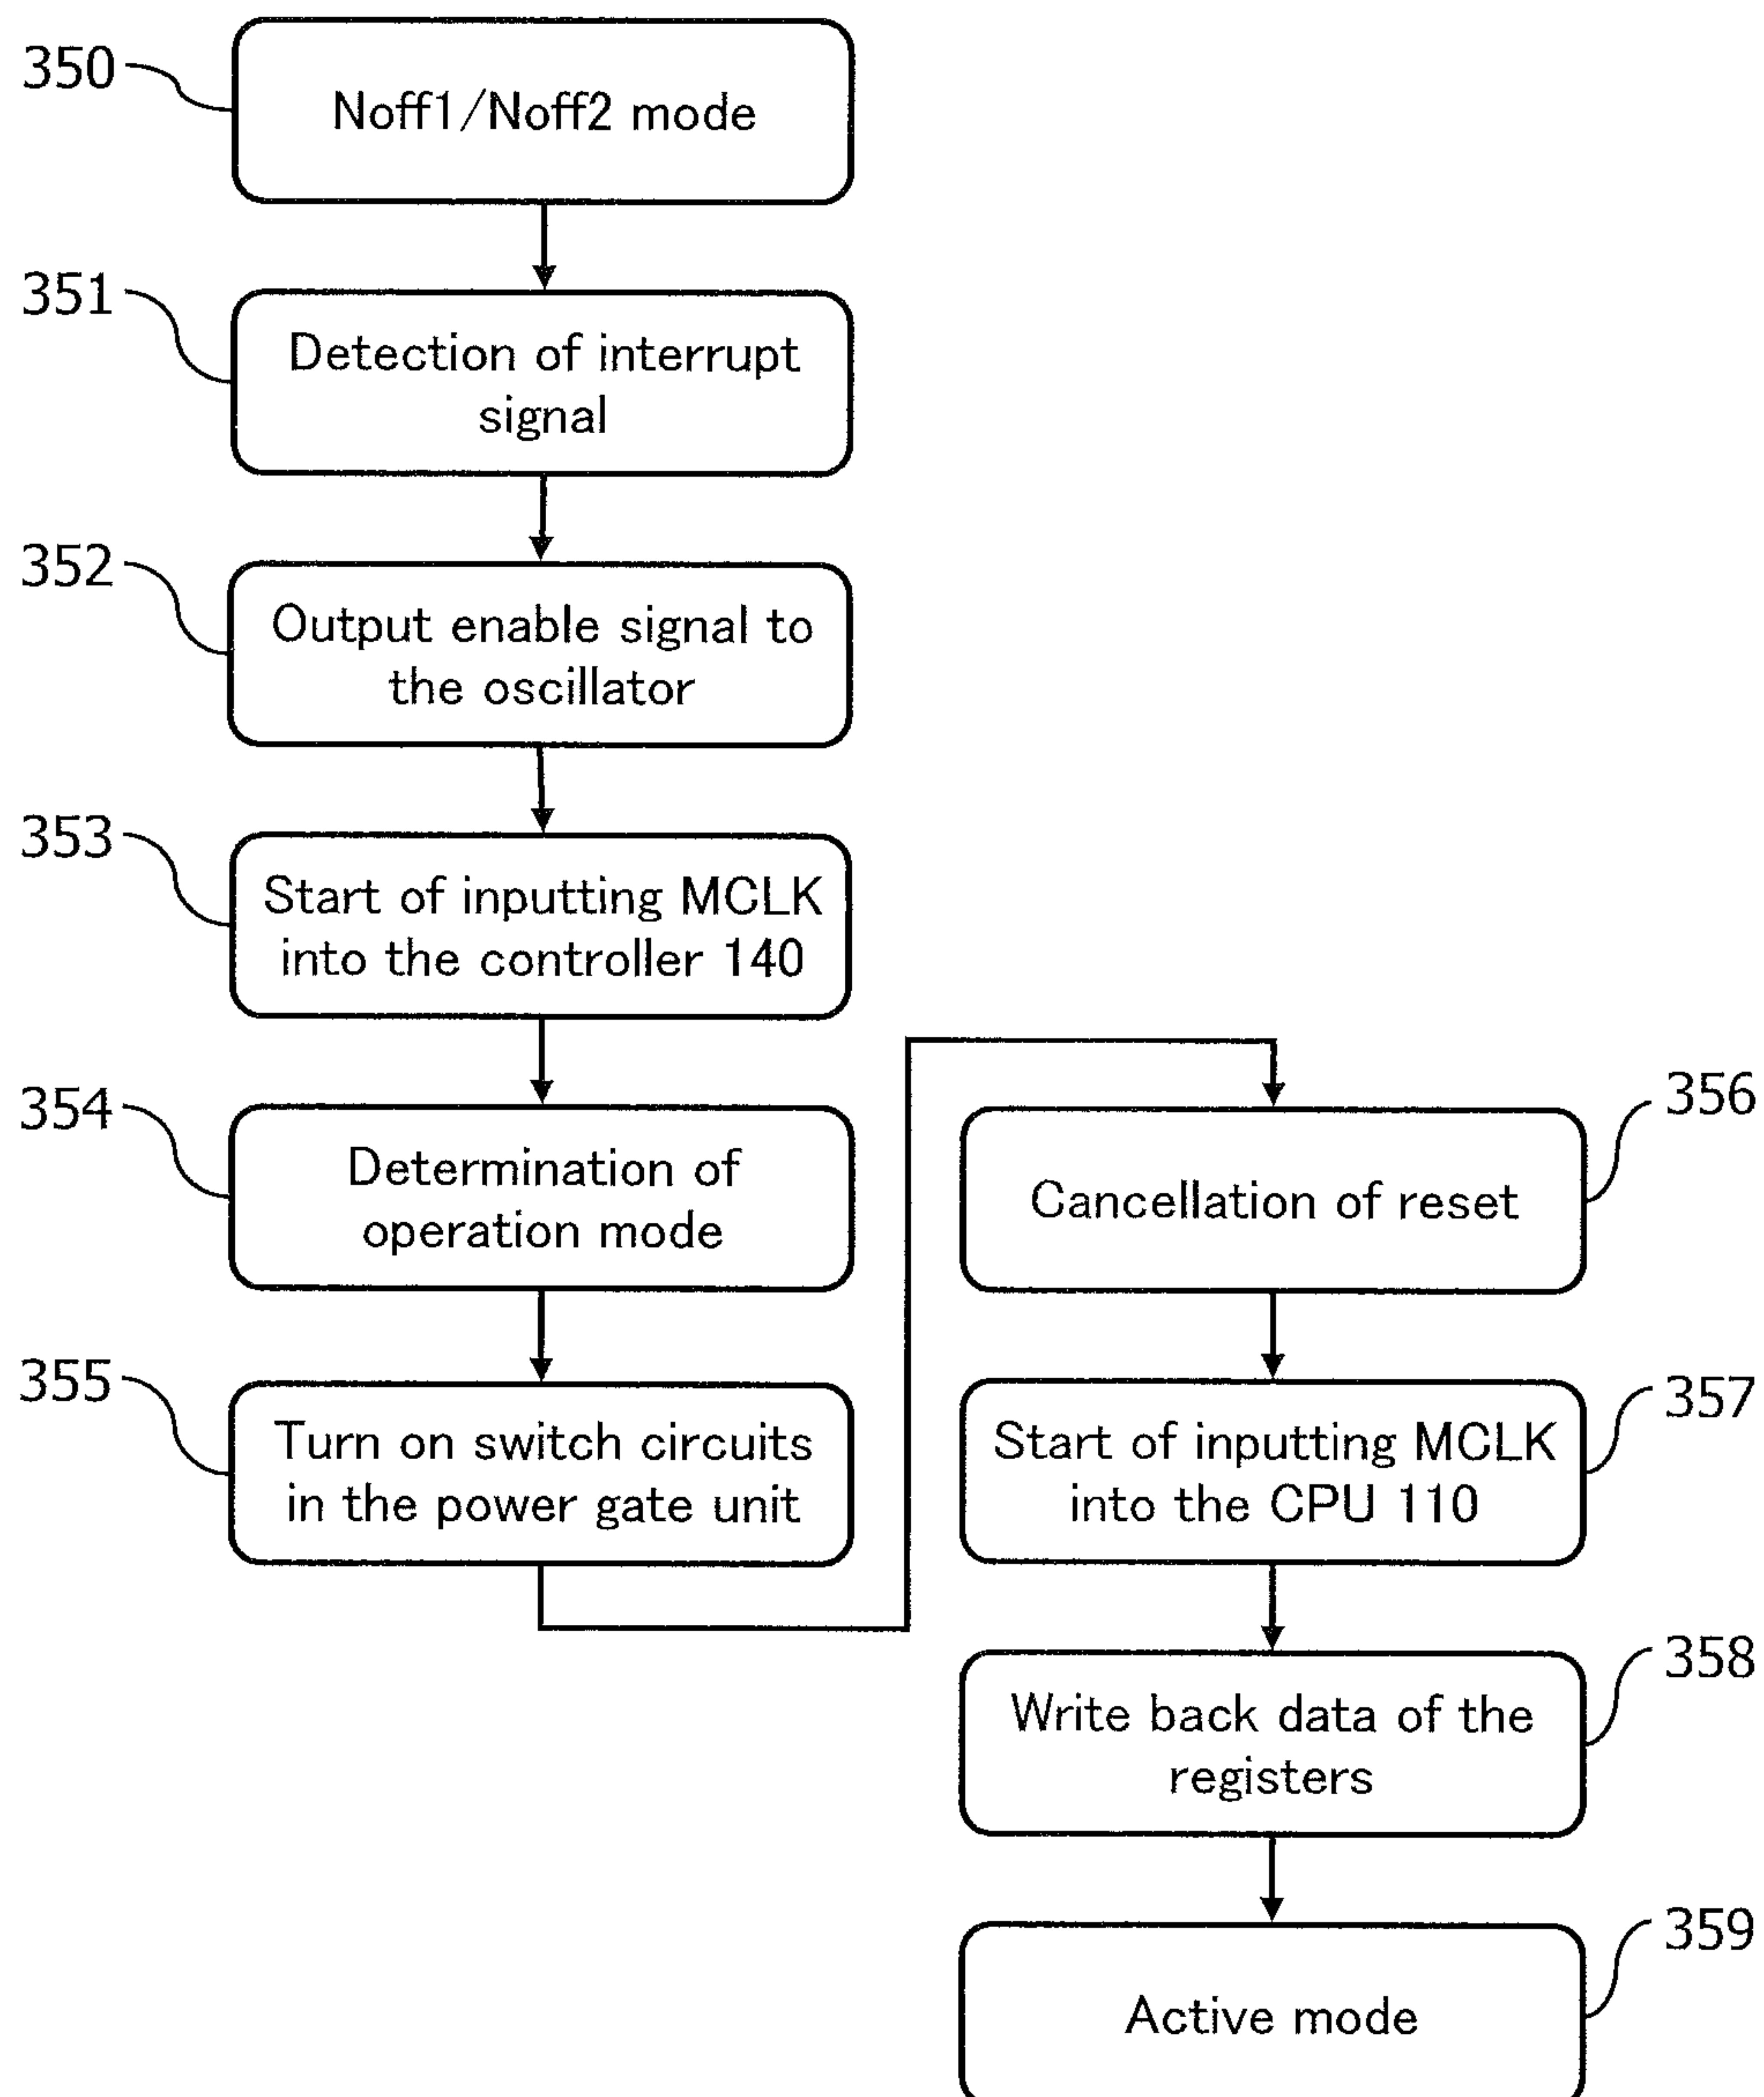 350
Noff1/Noff2 mode
351
Detection of interrupt
signal
352
Output enable signal to
the oscillator
353
Start of inputting MCLK
into the controller 140
354
Determination of
operation mode
355
Turn on switch circuits
in the power gate unit
356
Cancellation of reset
357
Start of inputting MCLK
into the CPU 110
358
Write back data of the
registers
359
Active mode